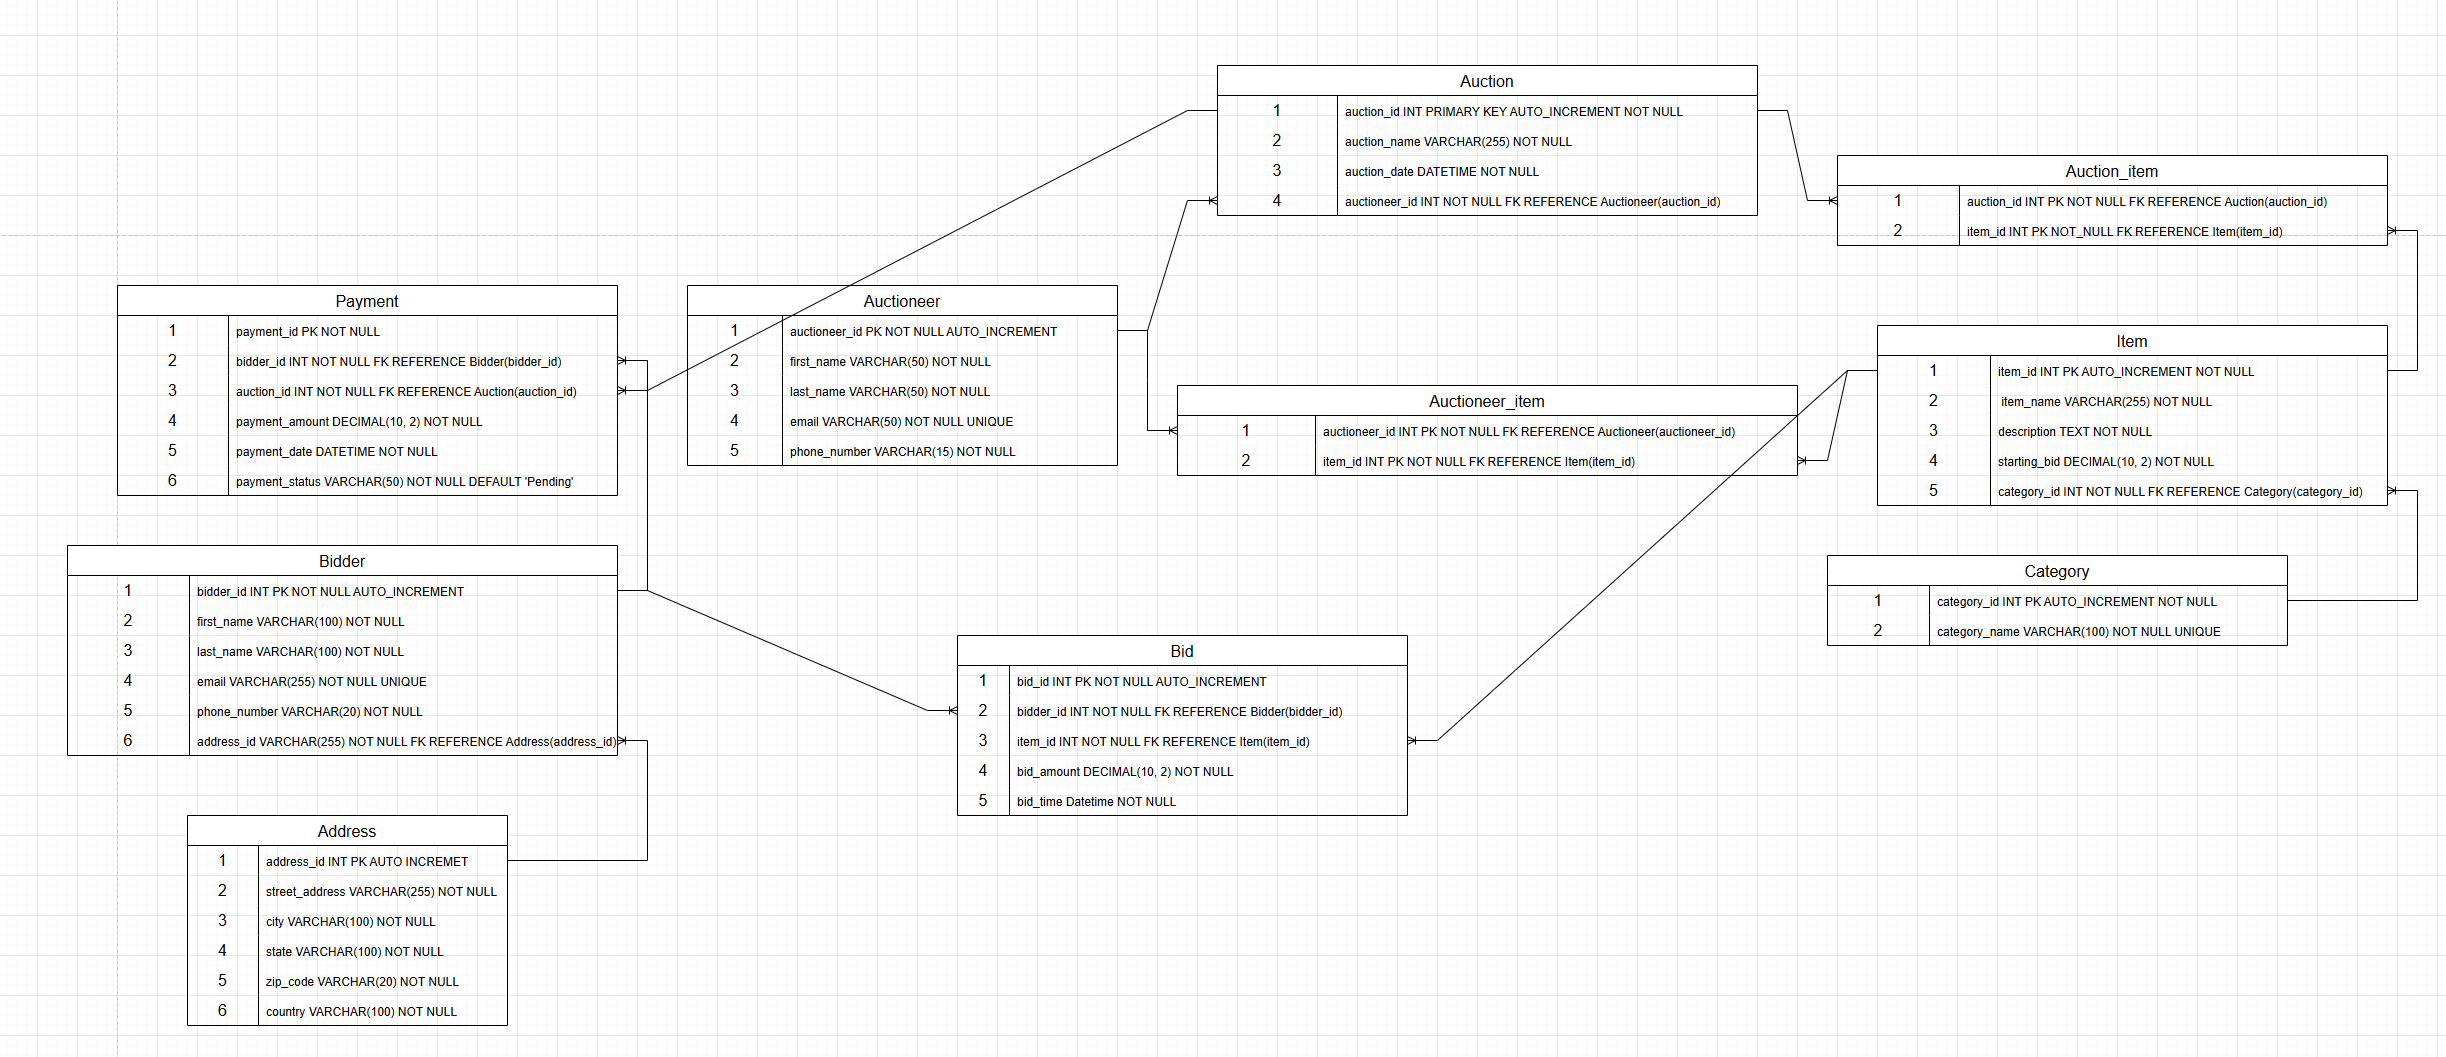 Auction
1 auction_id INT PRIMARY KEY AUTO_INCREMENT NOT NULL
2 auction_name VARCHAR(255) NOT NULL
3 auction_date DATETIME NOT NULL
4 auctioneer_id INT NOT NULL FK REFERENCE Auctioneer(auction_id)
Auction_item
1 auction_id INT PK NOT NULL FK REFERENCE Auction(auction_id)
2 item_id INT PK NOT_NULL FK REFERENCE Item(item_id)
Payment
1 payment_id PK NOT NULL
2 bidder_id INT NOT NULL FK REFERENCE Bidder(bidder_id)
3 auction_id INT NOT NULL FK REFERENCE Auction(auction_id)
4 payment_amount DECIMAL(10, 2) NOT NULL
5 payment_date DATETIME NOT NULL
6 payment_status VARCHAR(50) NOT NULL DEFAULT 'Pending'
Auctioneer
1 auctioneer_id PK NOT NULL AUTO_INCREMENT
2 first_name VARCHAR(50) NOT NULL
3 last_name VARCHAR(50) NOT NULL
4 email VARCHAR(50) NOT NULL UNIQUE
5 phone_number VARCHAR(15) NOT NULL
Auctioneer_item
1 auctioneer_id INT PK NOT NULL FK REFERENCE Auctioneer(auctioneer_id)
2 item_id INT PK NOT NULL FK REFERENCE Item(item_id)
Item
1 item_id INT PK AUTO_INCREMENT NOT NULL
2 item_name VARCHAR(255) NOT NULL
3 description TEXT NOT NULL
4 starting_bid DECIMAL(10, 2) NOT NULL
5 category_id INT NOT NULL FK REFERENCE Category(category_id)
Bidder
1 bidder_id INT PK NOT NULL AUTO_INCREMENT
2 first_name VARCHAR(100) NOT NULL
3 last_name VARCHAR(100) NOT NULL
4 email VARCHAR(255) NOT NULL UNIQUE
5 phone_number VARCHAR(20) NOT NULL
6 address_id VARCHAR(255) NOT NULL FK REFERENCE Address(address_id)
Category
1 category_id INT PK AUTO_INCREMENT NOT NULL
2 category_name VARCHAR(100) NOT NULL UNIQUE
Bid
1 bid_id INT PK NOT NULL AUTO_INCREMENT
2 bidder_id INT NOT NULL FK REFERENCE Bidder(bidder_id)
3 item_id INT NOT NULL FK REFERENCE Item(item_id)
4 bid_amount DECIMAL(10, 2) NOT NULL
5 bid_time Datetime NOT NULL
Address
1 address_id INT PK AUTO INCREMET
2 street_address VARCHAR(255) NOT NULL
3 city VARCHAR(100) NOT NULL
4 state VARCHAR(100) NOT NULL
5 zip_code VARCHAR(20) NOT NULL
6 country VARCHAR(100) NOT NULL